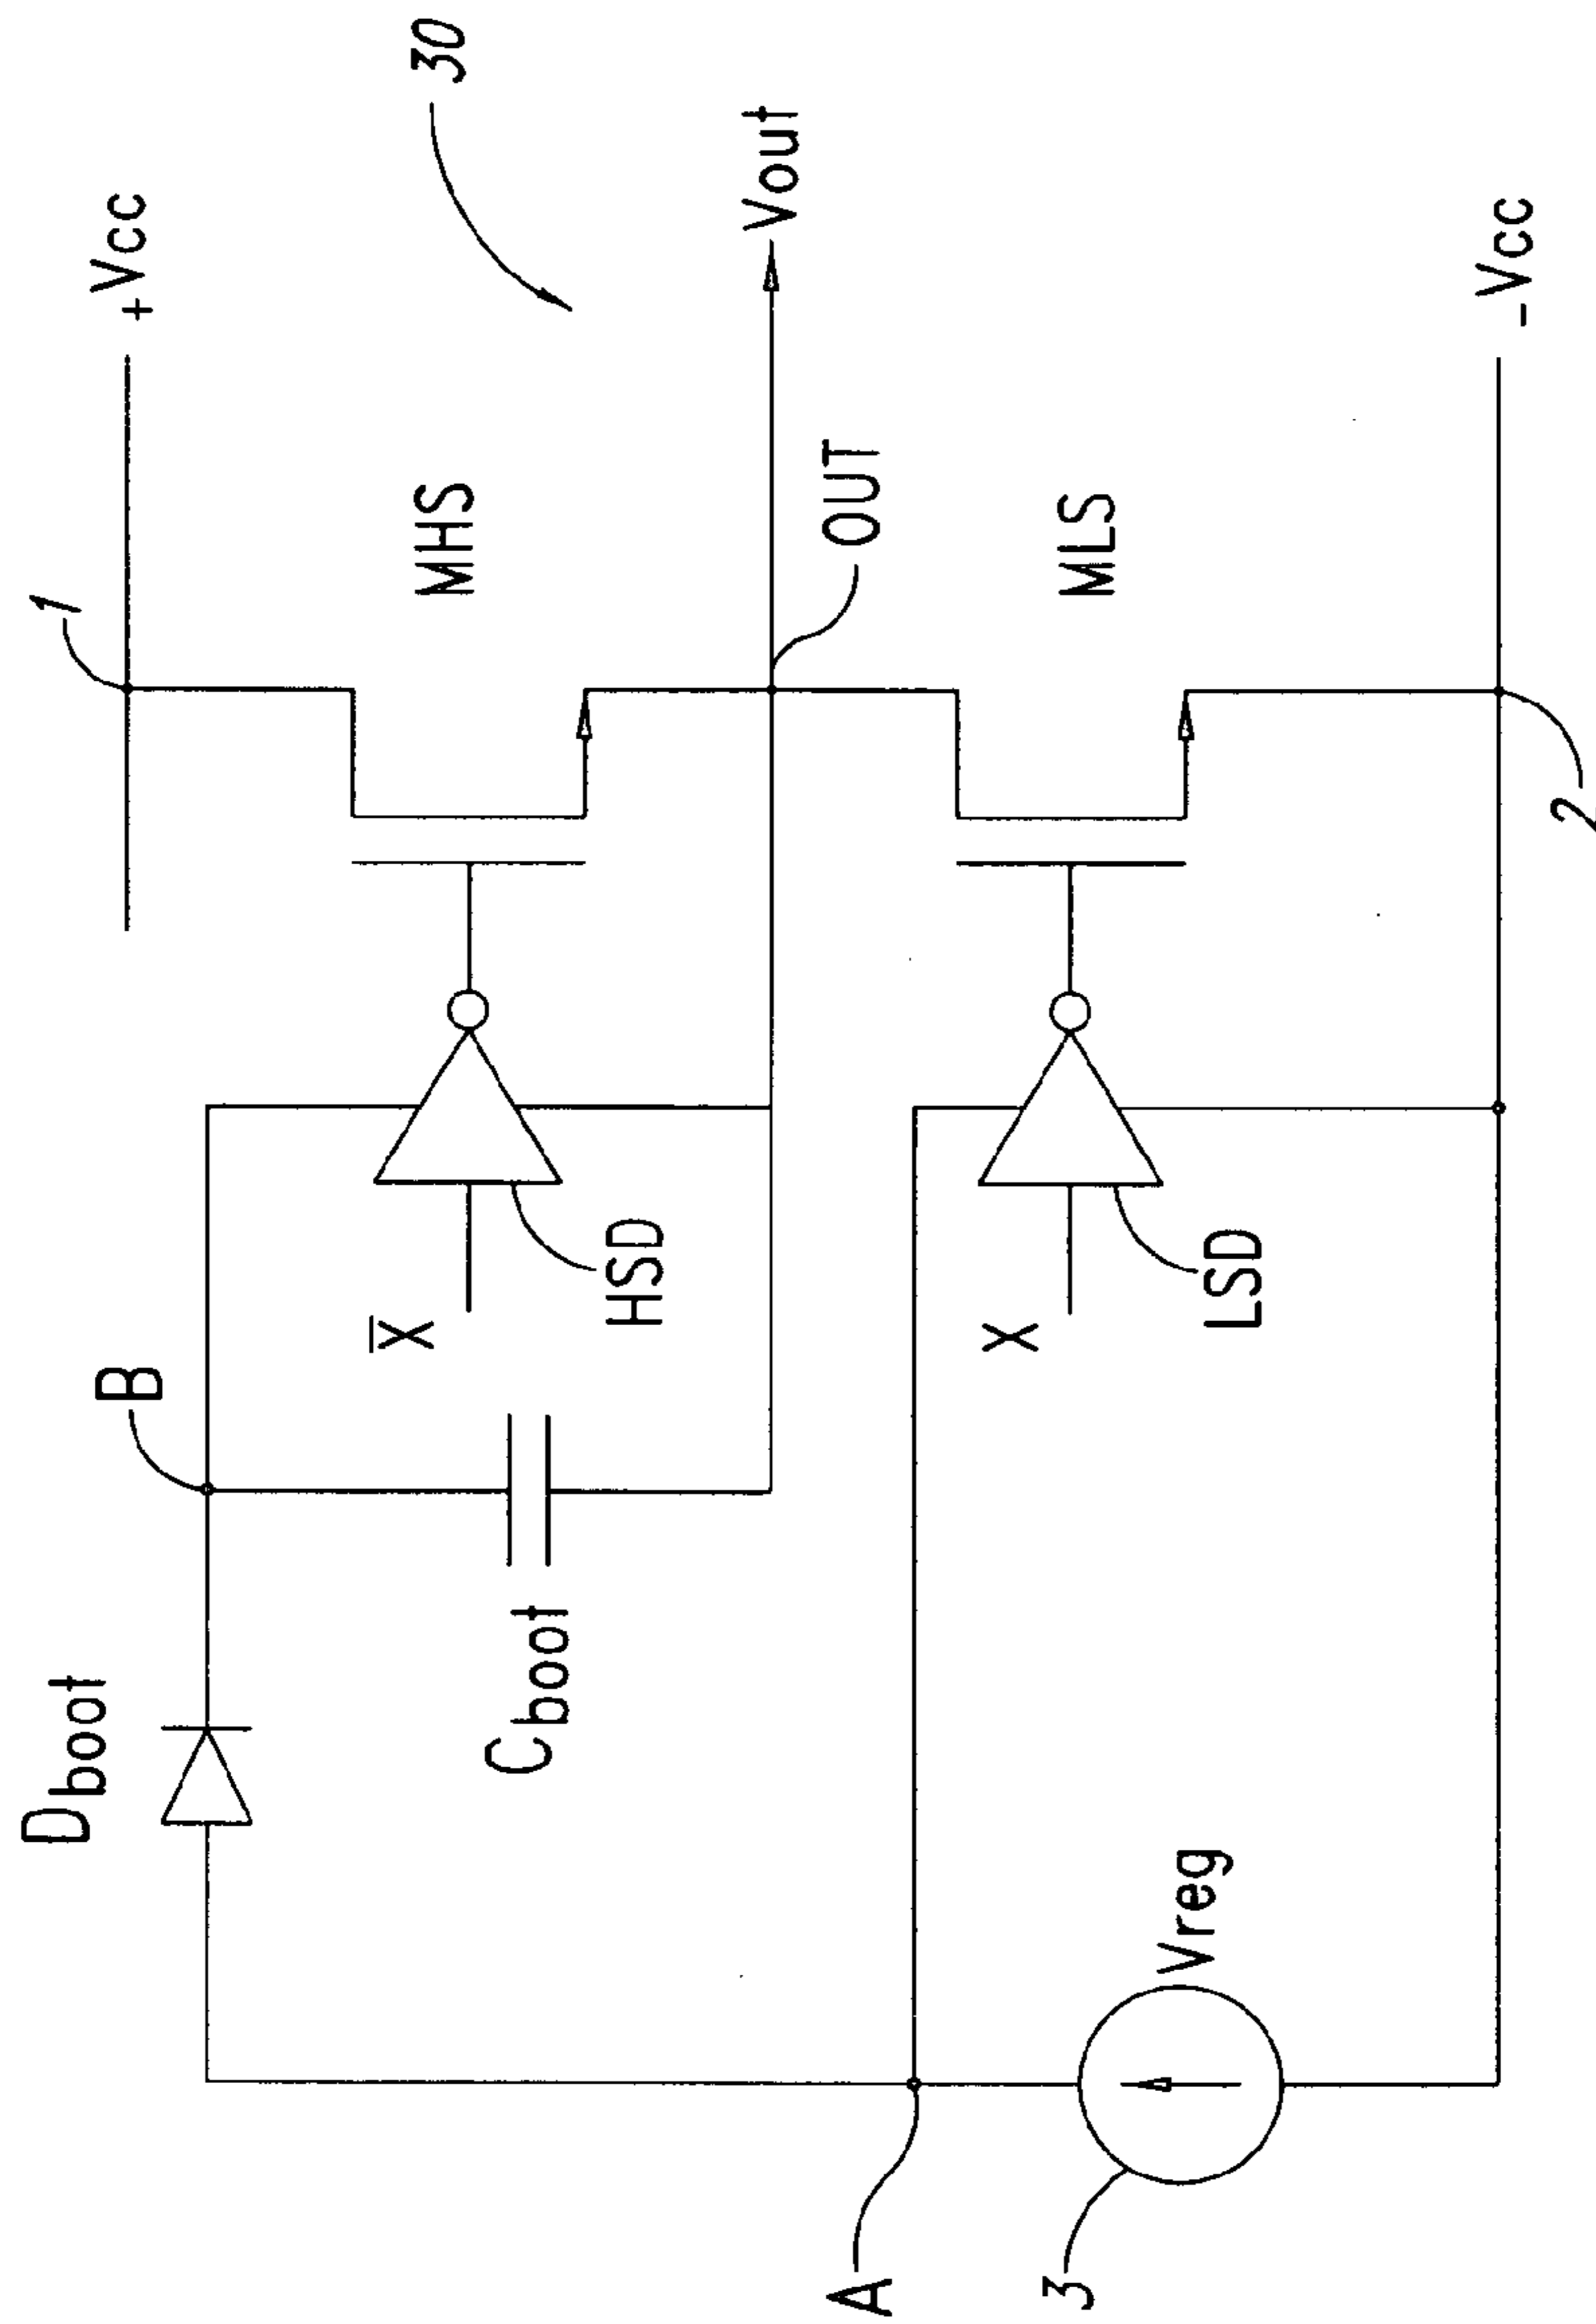 30
+Vcc
1
MHS
Vout
OUT
MLS
-Vcc
2
B
X̅
HSD
X
LSD
Dboot
Cboot
Vreg
A
3